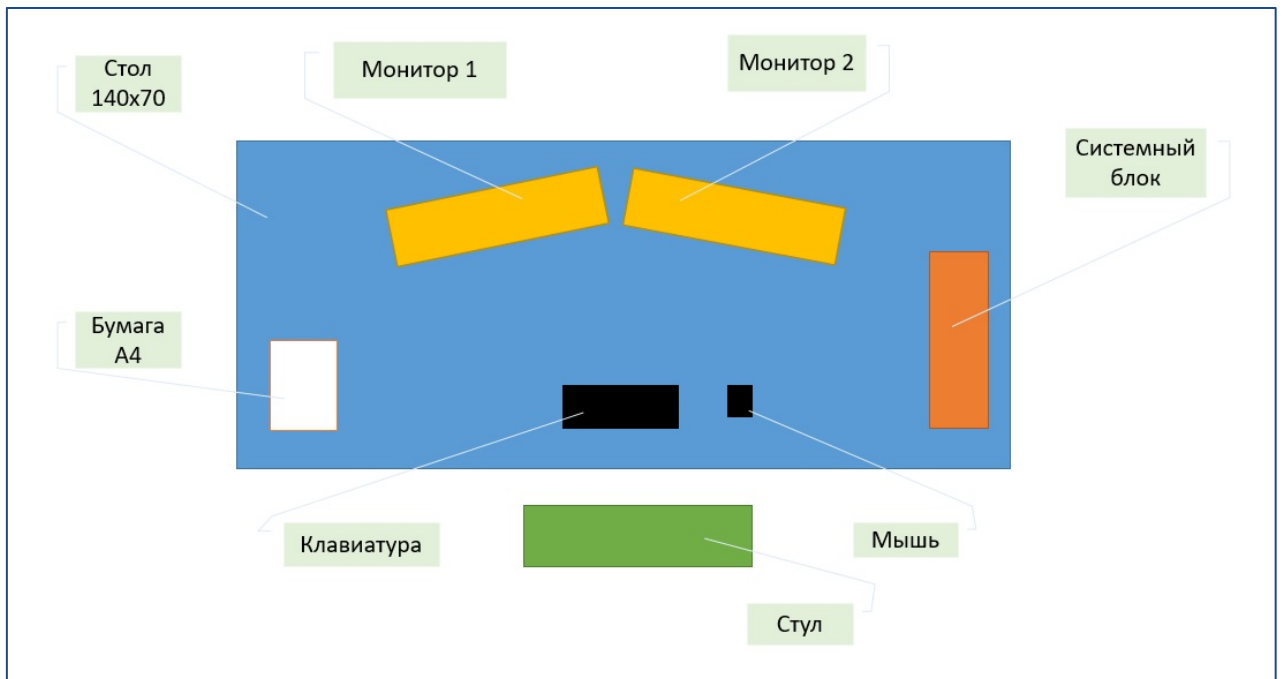 Стол
140х70
Монитор 1
Монитор 2
Системный
блок
Бумага
А4
Клавиатура
Мышь
Стул